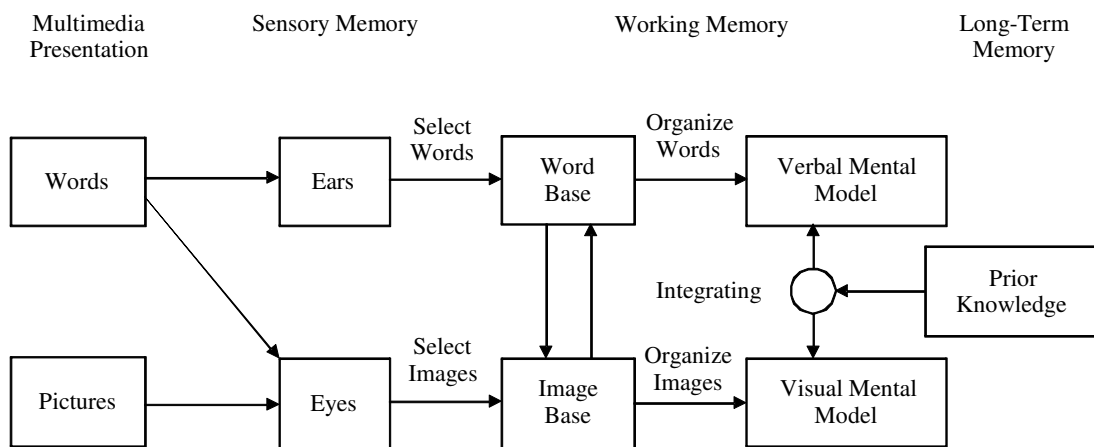 Multimedia
Presentation
Sensory Memory
Working Memory
Long-Term
Memory
Words
Ears
Select
Words
Word
Base
Organize
Words
Verbal Mental
Model
Integrating
Prior
Knowledge
Pictures
Eyes
Select
Images
Image
Base
Organize
Images
Visual Mental
Model